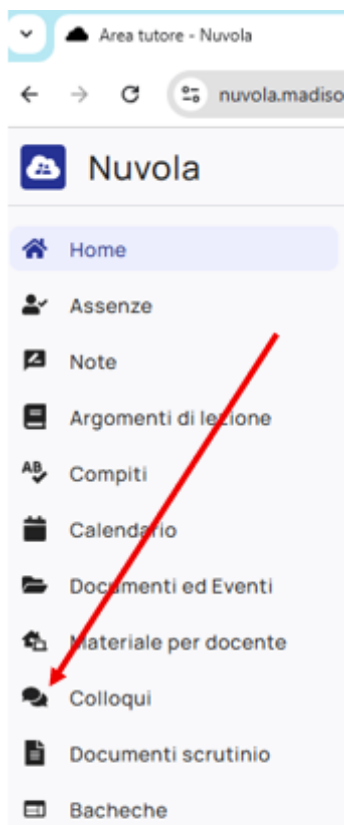 Area tutore - Nuvola
nuvola.madiso
Nuvola
Home
Assenze
Note
Argomenti di lezione
AB
Compiti
Calendario
Documenti ed Eventi
Materiale per docente
Colloqui
Documenti scrutinio
Bacheche